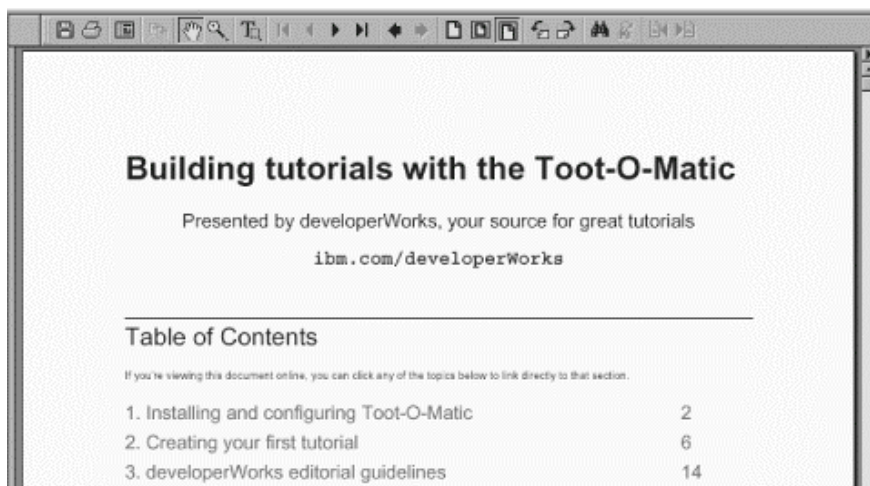 Building tutorials with the Toot-O-Matic
Presented by developerWorks, your source for great tutorials
ibm.com/developerWorks
Table of Contents
If you're viewing this document online, you can click any of the topics below to link directly to that section.
1. Installing and configuring Toot-O-Matic 2
2. Creating your first tutorial 6
3. developerWorks editorial guidelines 14